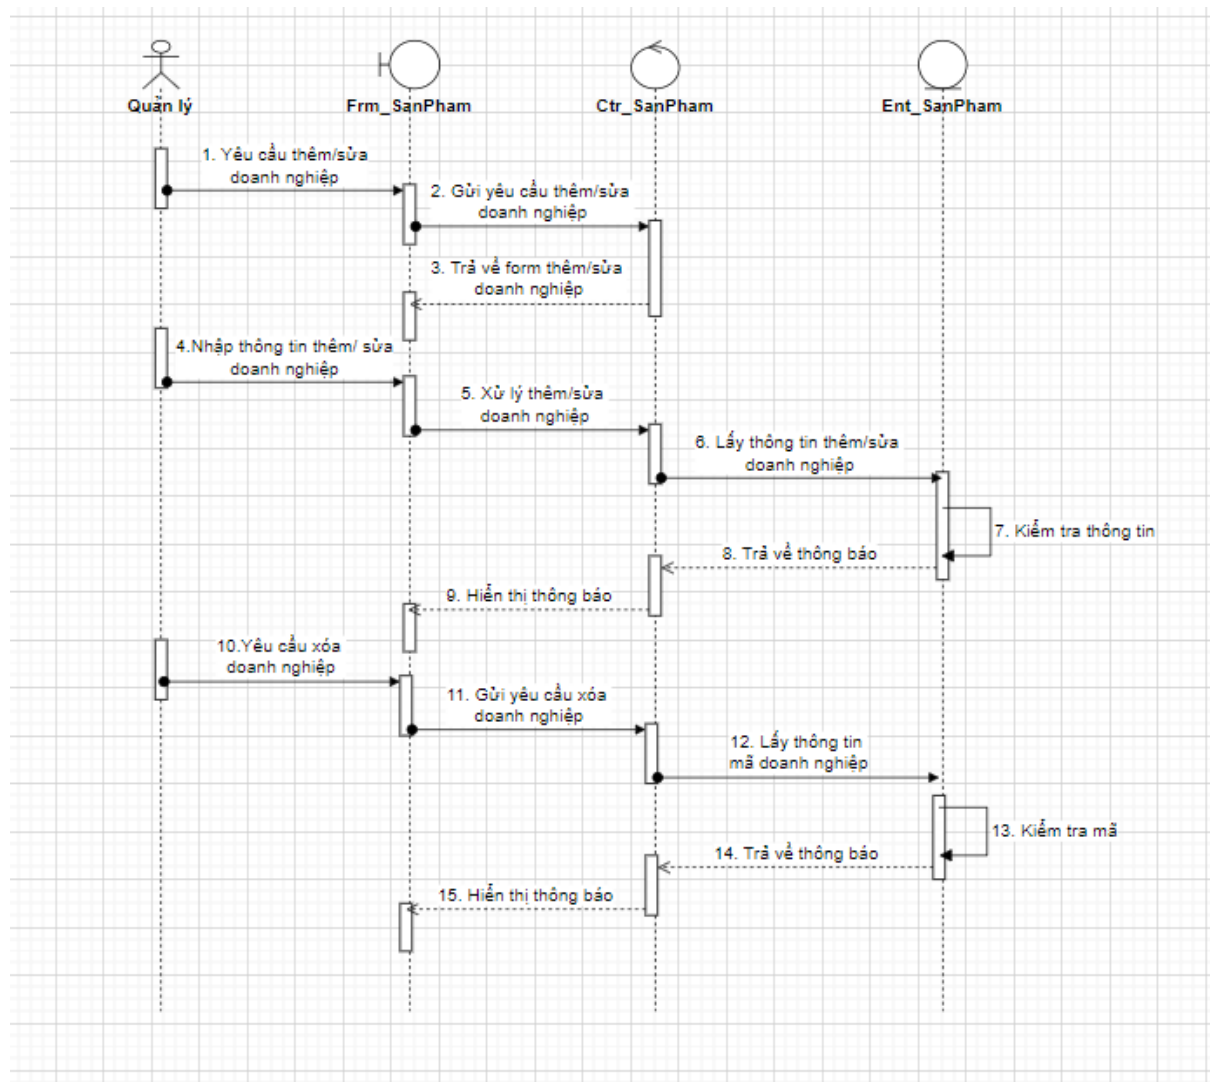 Quản lý
Frm_SanPham
Ctr_SanPham
Ent_SanPham
1. Yêu cầu thêm/sửa
doanh nghiệp
2. Gửi yêu cầu thêm/sửa
doanh nghiệp
3. Trả về form thêm/sửa
doanh nghiệp
4.Nhập thông tin thêm/ sửa
doanh nghiệp
5. Xử lý thêm/sửa
doanh nghiệp
6. Lấy thông tin thêm/sửa
doanh nghiệp
7. Kiểm tra thông tin
8. Trả về thông báo
9. Hiển thị thông báo
10.Yêu cầu xóa
doanh nghiệp
11. Gửi yêu cầu xóa
doanh nghiệp
12. Lấy thông tin
mã doanh nghiệp
13. Kiểm tra mã
14. Trả về thông báo
15. Hiển thị thông báo